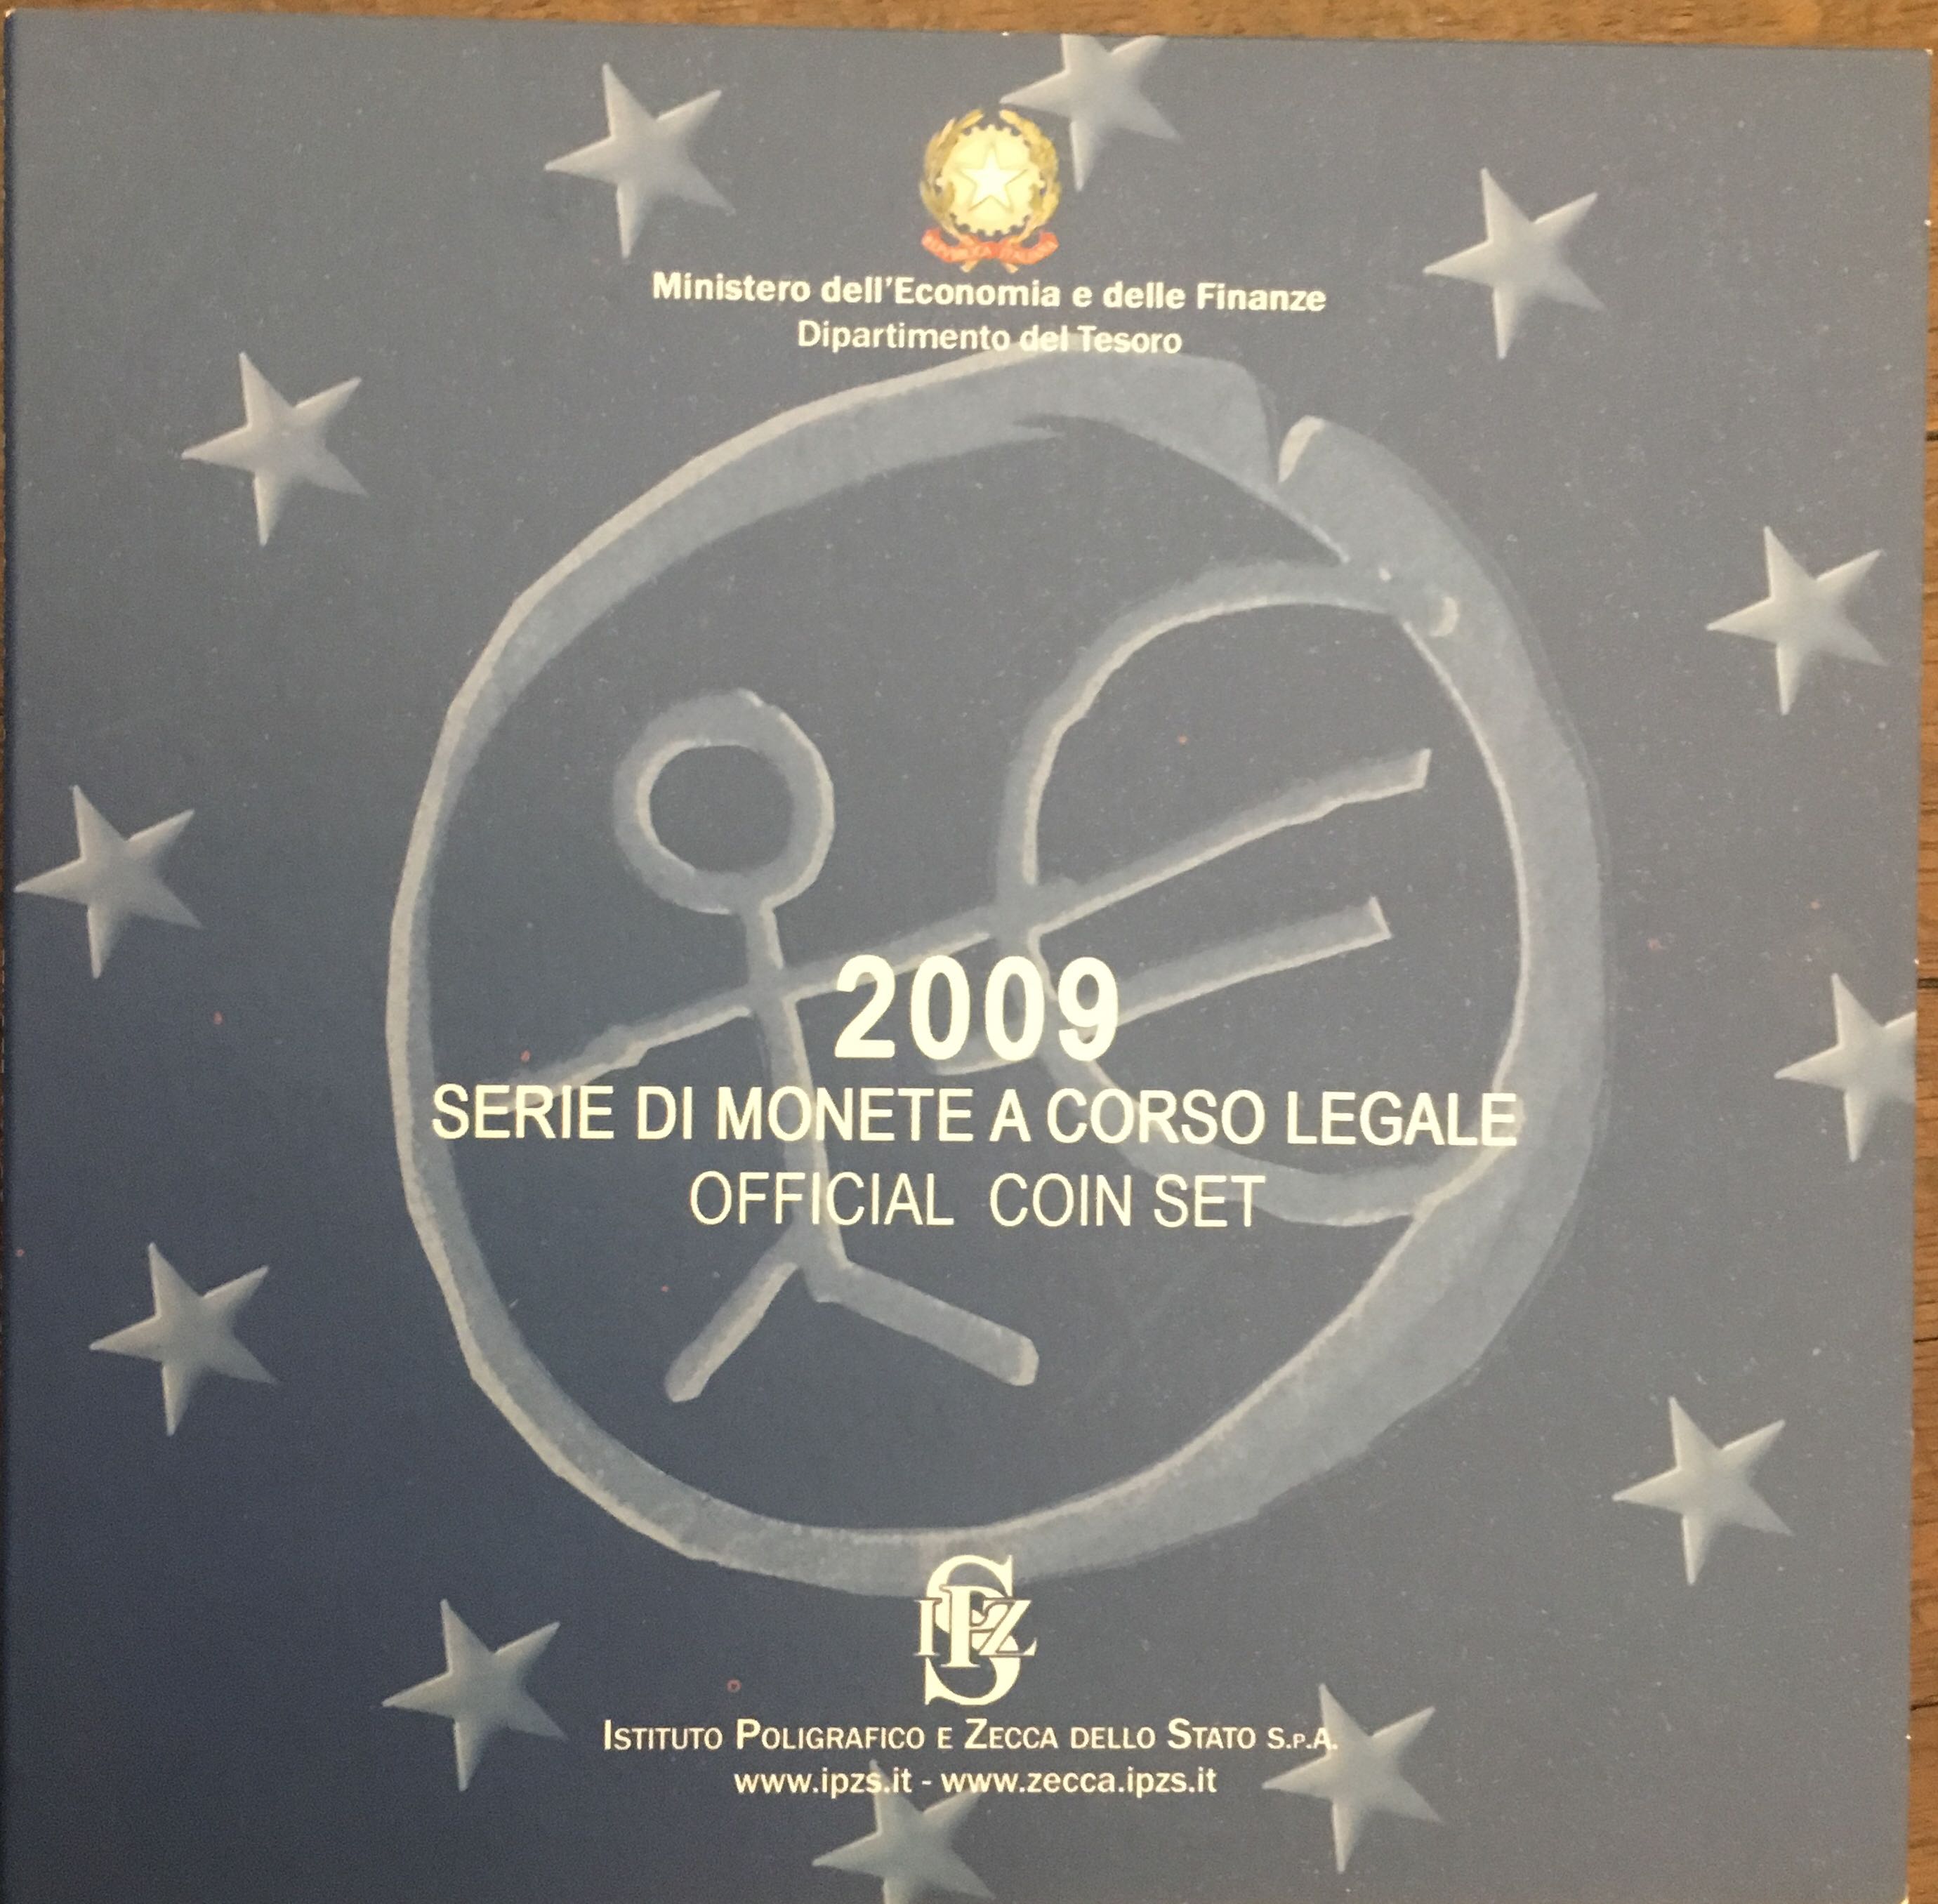 Ministero dell'Economia e delle Finanze
Dipartimento del Tesoro
2009
SERIE DI MONETE A CORSO LEGALE
OFFICIAL COIN SET
IPZS
ISTITUTO POLIGRAFICO E ZECCA DELLO STATO S.P.A.
www.ipzs.it - www.zecca.ipzs.it